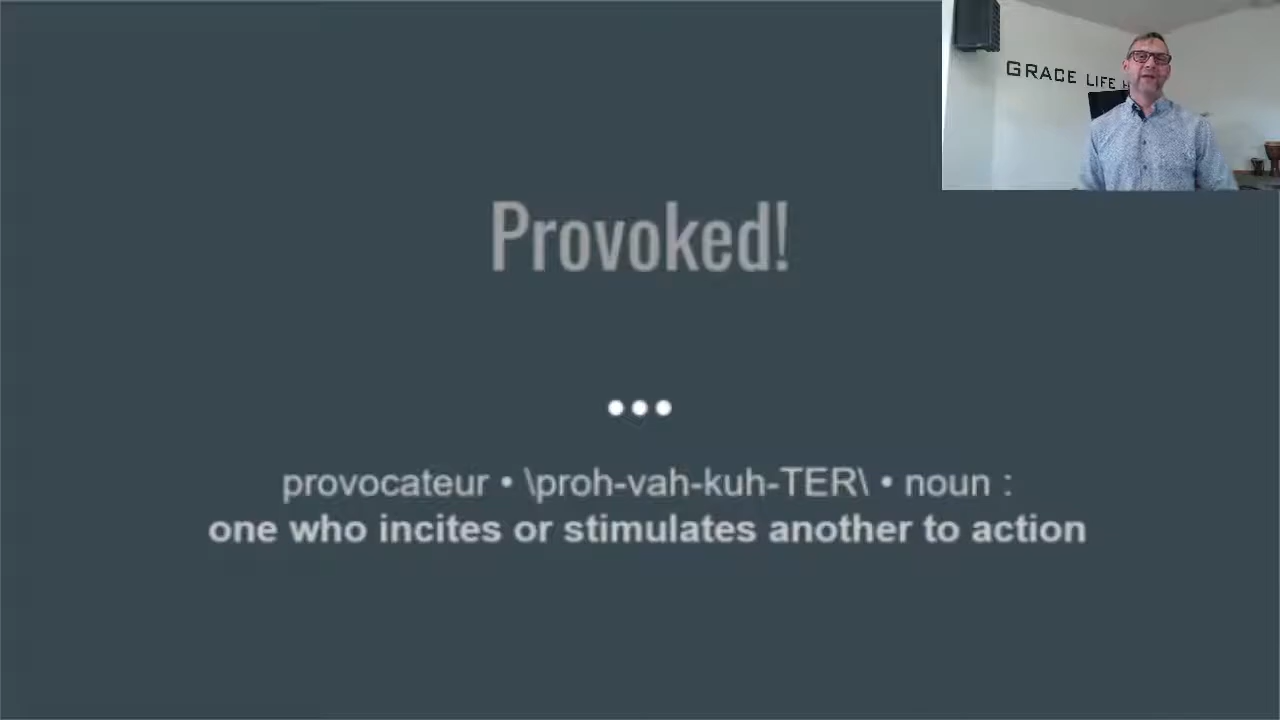 GRACE LIFE H
Provoked!
provocateur • \proh-vah-kuh-TER\ • noun :
one who incites or stimulates another to action